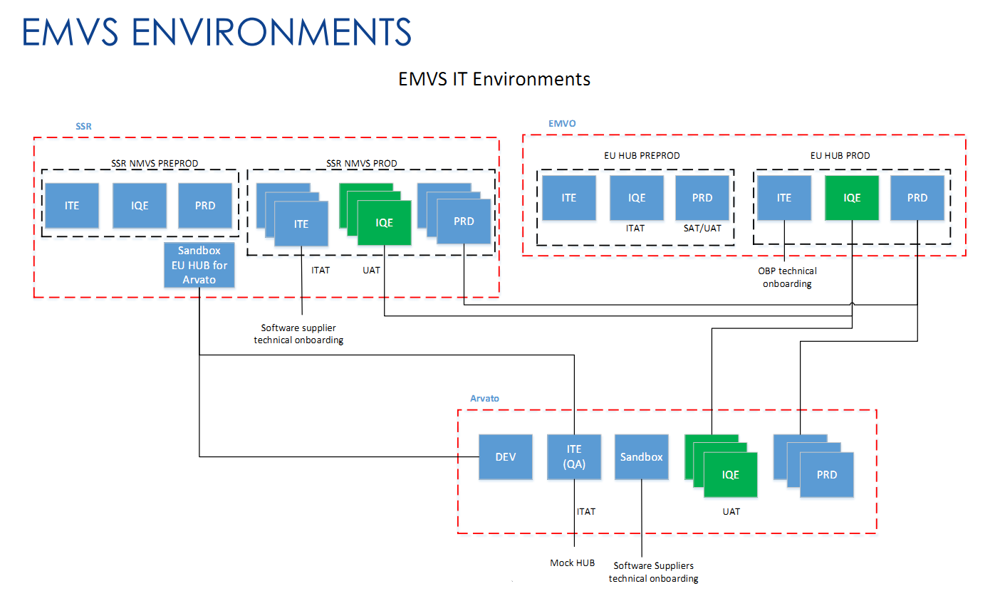 EMVS ENVIRONMENTS
EMVS IT Environments
SSR
SSR NMVS PREPROD
ITE
IQE
PRD
Sandbox
EU HUB for
Arvato
SSR NMVS PROD
ITE
IQE
PRD
ITAT
UAT
Software supplier
technical onboarding
EMVO
EU HUB PREPROD
ITE
IQE
PRD
ITAT
SAT/UAT
EU HUB PROD
ITE
IQE
PRD
OBP technical
onboarding
Arvato
DEV
ITE
(QA)
Sandbox
IQE
PRD
ITAT
UAT
Mock HUB
Software Suppliers
technical onboarding